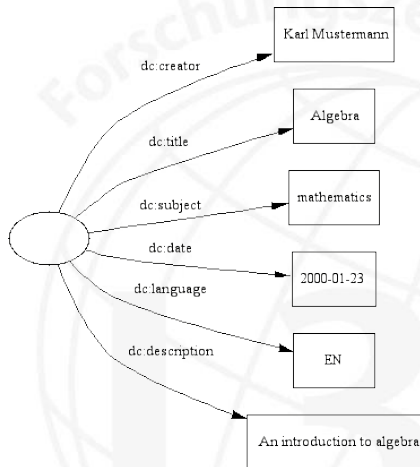 Karl Mustermann
dc:creator
Algebra
dc:title
mathematics
dc:subject
dc:date
2000-01-23
dc:language
EN
dc:description
An introduction to algebra